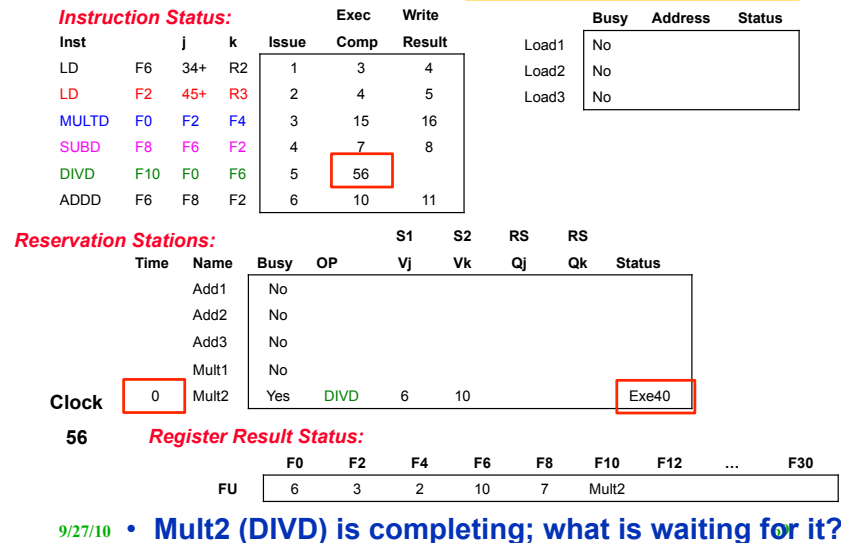 Instruction Status: Exec Write Busy Address Status
Inst j k Issue Comp Result Load1 No
LD F6 34+ R2 1 3 4 Load2 No
LD F2 45+ R3 2 4 5 Load3 No
MULTD F0 F2 F4 3 15 16
SUBD F8 F6 F2 4 7 8
DIVD F10 F0 F6 5 56
ADDD F6 F8 F2 6 10 11
Reservation Stations: S1 S2 RS RS
Time Name Busy OP Vj Vk Qj Qk Status
Add1 No
Add2 No
Add3 No
Mult1 No
Clock 0 Mult2 Yes DIVD 6 10 Exe40
56 Register Result Status:
F0 F2 F4 F6 F8 F10 F12 … F30
FU 6 3 2 10 7 Mult2
9/27/10 • Mult2 (DIVD) is completing; what is waiting for it?